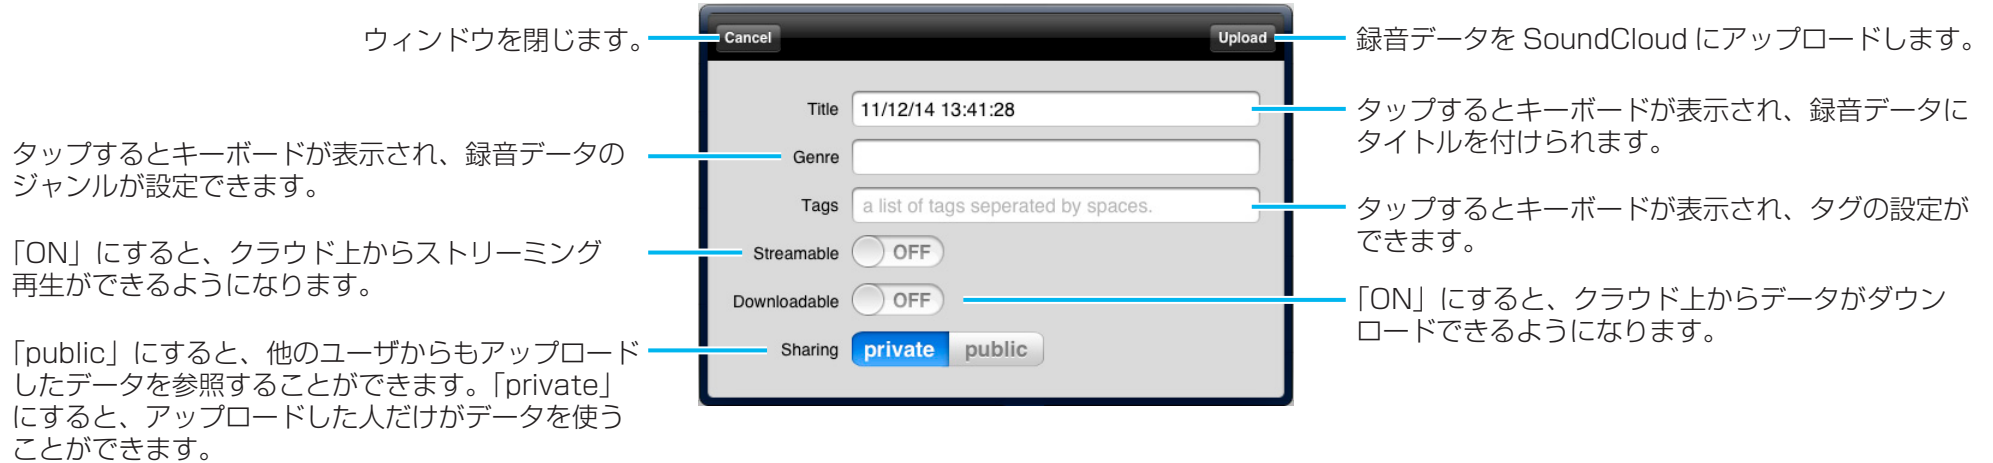 ウィンドウを閉じます。
タップするとキーボードが表示され、録音データの
ジャンルが設定できます。
「ON」にすると、クラウド上からストリーミング
再生ができるようになります。
「public」にすると、他のユーザからもアップロード
したデータを参照することができます。「private」
にすると、アップロードした人だけがデータを使う
ことができます。
Cancel
Upload
Title 11/12/14 13:41:28
Genre
Tags a list of tags seperated by spaces.
Streamable OFF
Downloadable OFF
Sharing private public
録音データを SoundCloud にアップロードします。
タップするとキーボードが表示され、録音データに
タイトルを付けられます。
タップするとキーボードが表示され、タグの設定が
できます。
「ON」にすると、クラウド上からデータがダウン
ロードできるようになります。